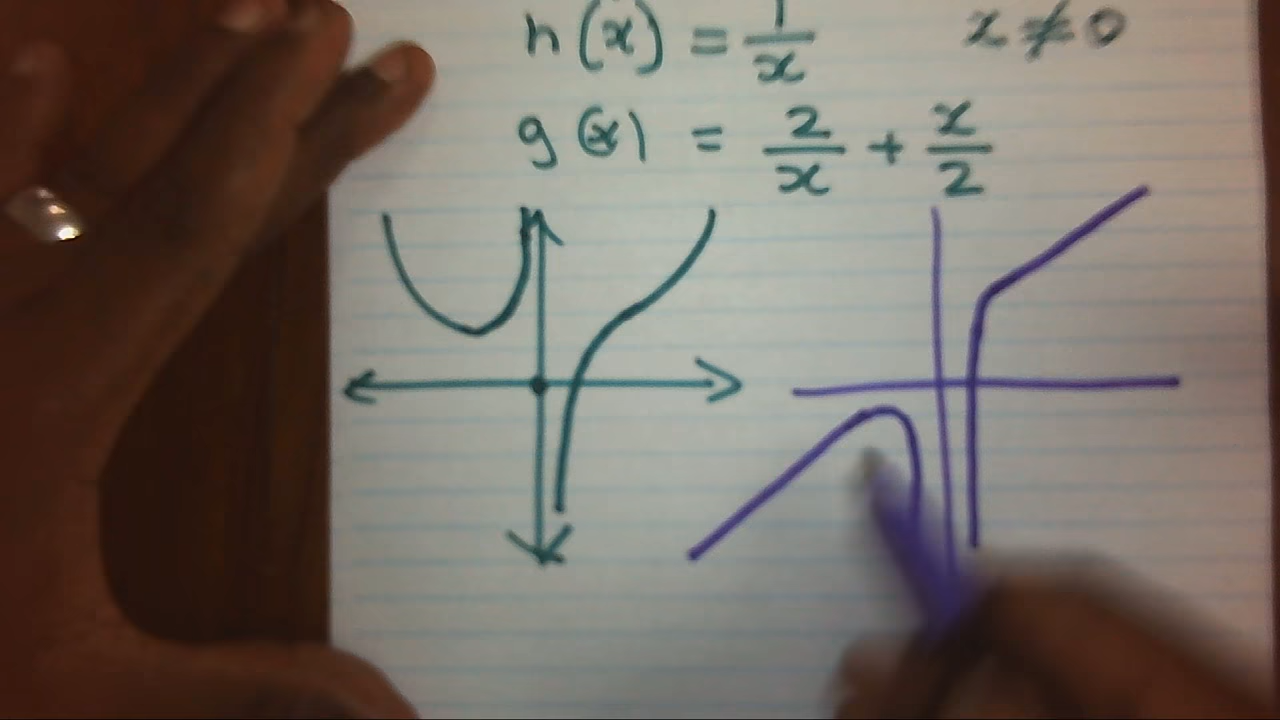 h(x) = 1/x x ≠ 0
g(x) = 2/x + x/2